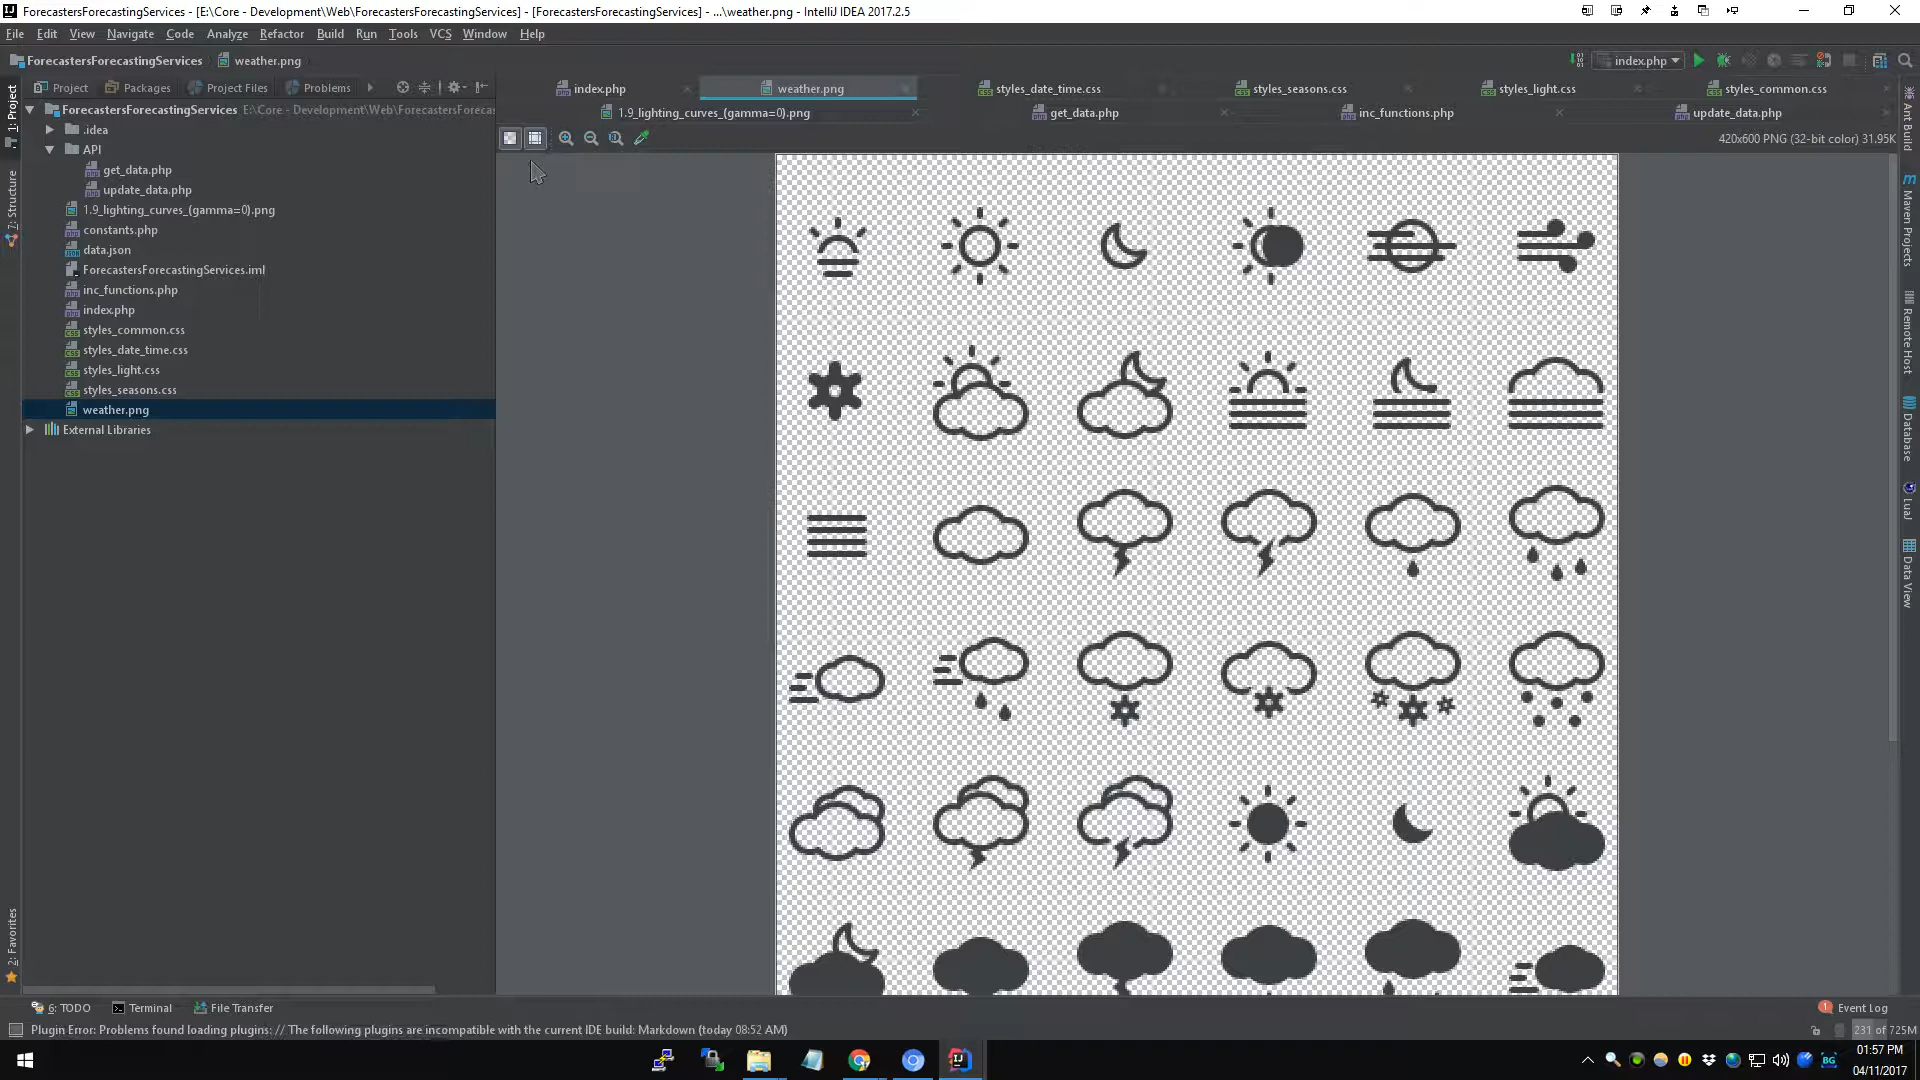 ForecastersForecastingServices - [E:\Core - Development\Web\ForecastersForecastingServices] - [ForecastersForecastingServices] - ...\weather.png - IntelliJ IDEA 2017.2.5
File Edit View Navigate Code Analyze Refactor Build Run Tools VCS Window Help
ForecastersForecastingServices weather.png index.php
Project Packages Project Files Problems
index.php weather.png styles_date_time.css styles_seasons.css styles_light.css styles_common.css
1.9_lighting_curves_(gamma=0).png get_data.php inc_functions.php update_data.php
420x600 PNG (32-bit color) 31.95K
ForecastersForecastingServices E:\Core - Development\Web\ForecastersForecas
.idea
API
get_data.php
update_data.php
1.9_lighting_curves_(gamma=0).png
constants.php
data.json
ForecastersForecastingServices.iml
inc_functions.php
index.php
styles_common.css
styles_date_time.css
styles_light.css
styles_seasons.css
weather.png
External Libraries
1: Project
7: Structure
2: Favorites
Ant Build
Maven Projects
Remote Host
Database
LuaJ
Data View
6: TODO Terminal File Transfer
1 Event Log
Plugin Error: Problems found loading plugins: // The following plugins are incompatible with the current IDE build: Markdown (today 08:52 AM)
231 of 725M
BG
01:57 PM
04/11/2017